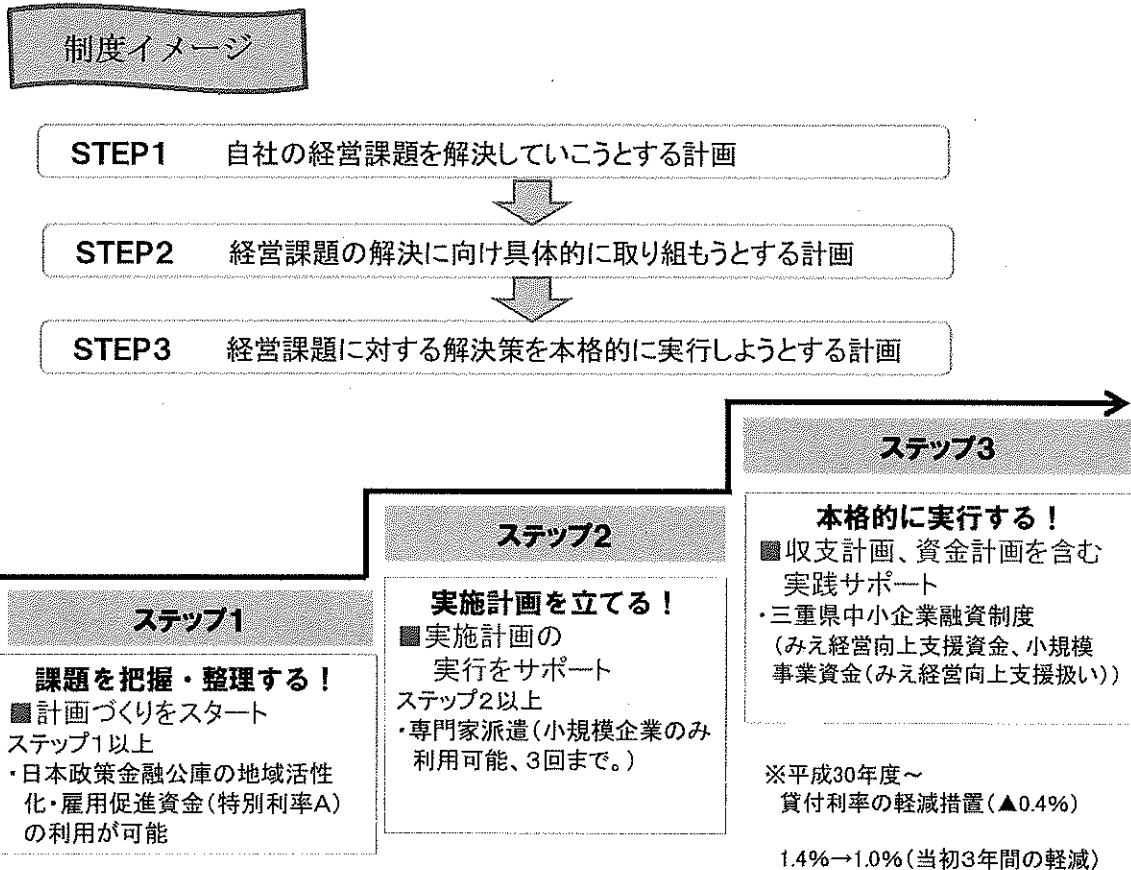 制度イメージ
STEP1 自社の経営課題を解決していこうとする計画
STEP2 経営課題の解決に向け具体的に取り組もうとする計画
STEP3 経営課題に対する解決策を本格的に実行しようとする計画
ステップ1
課題を把握・整理する！
■計画づくりをスタート
ステップ1以上
・日本政策金融公庫の地域活性
化・雇用促進資金(特別利率A)
の利用が可能
ステップ2
実施計画を立てる！
■実施計画の
実行をサポート
ステップ2以上
・専門家派遣(小規模企業のみ
利用可能、3回まで。)
ステップ3
本格的に実行する！
■収支計画、資金計画を含む
実践サポート
・三重県中小企業融資制度
(みえ経営向上支援資金、小規模
事業資金(みえ経営向上支援扱い))
※平成30年度～
貸付利率の軽減措置(▲0.4%)
1.4%→1.0%(当初3年間の軽減)